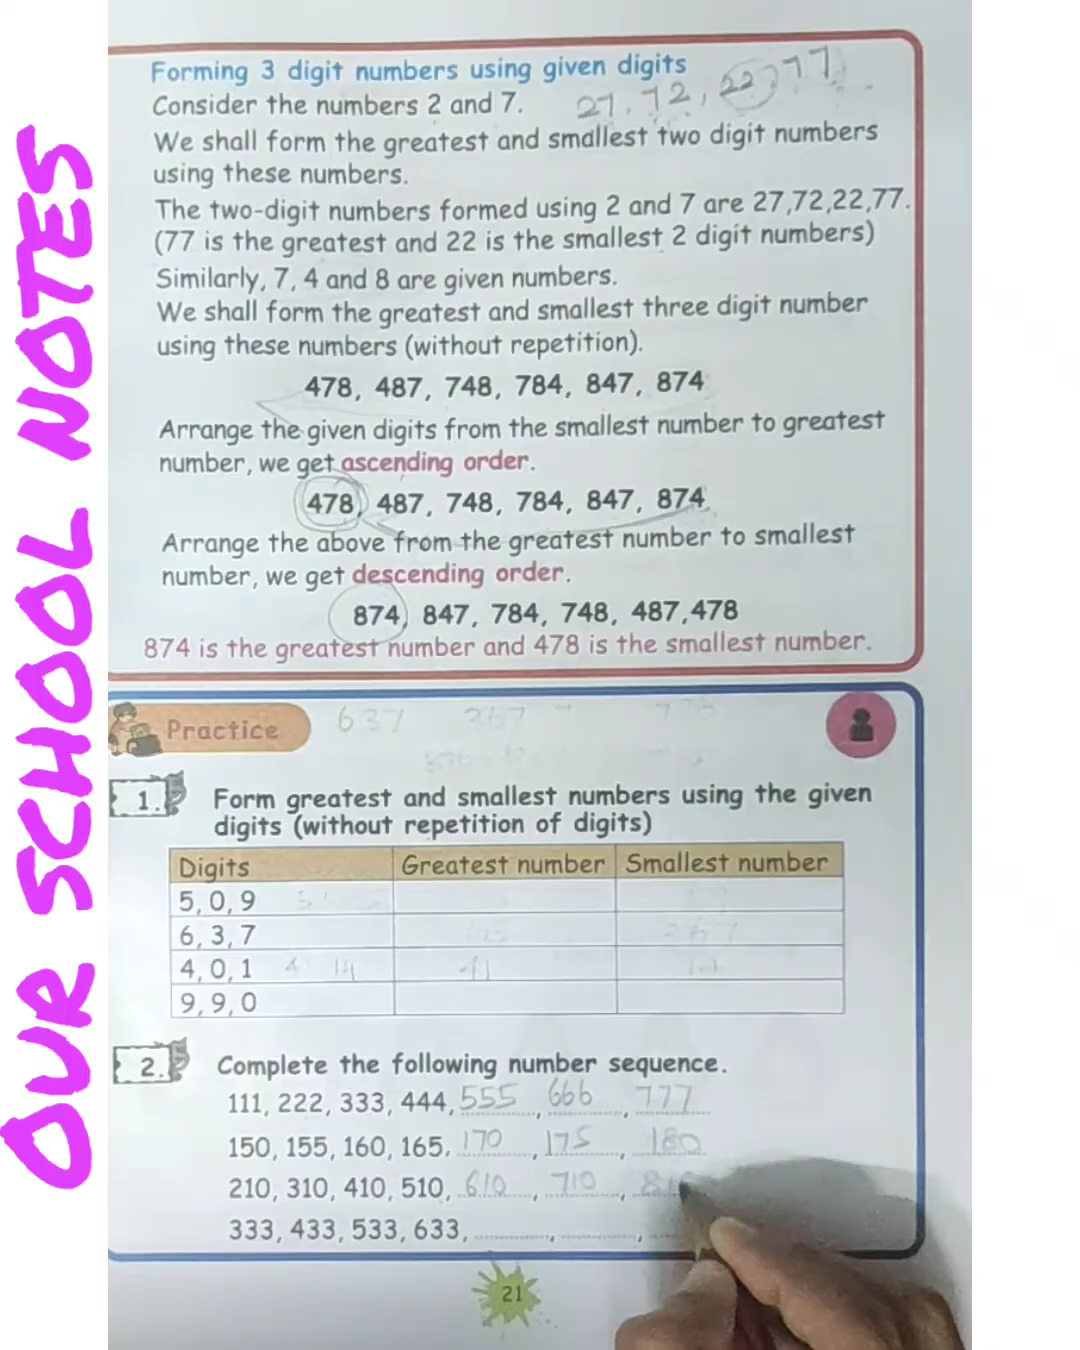 OUR SCHOOL NOTES
Forming 3 digit numbers using given digits
27, 72, 22, 77
Consider the numbers 2 and 7.
We shall form the greatest and smallest two digit numbers
using these numbers.
The two-digit numbers formed using 2 and 7 are 27,72,22,77.
(77 is the greatest and 22 is the smallest 2 digit numbers)
Similarly, 7, 4 and 8 are given numbers.
We shall form the greatest and smallest three digit number
using these numbers (without repetition).
478, 487, 748, 784, 847, 874
Arrange the given digits from the smallest number to greatest
number, we get ascending order.
478, 487, 748, 784, 847, 874
Arrange the above from the greatest number to smallest
number, we get descending order.
874, 847, 784, 748, 487,478
874 is the greatest number and 478 is the smallest number.
Practice 637 367
1. Form greatest and smallest numbers using the given
digits (without repetition of digits)
Digits Greatest number Smallest number
5, 0, 9
6, 3, 7 367
4, 0, 1 14 41
9, 9, 0
2. Complete the following number sequence.
111, 222, 333, 444, 555, 666, 777
150, 155, 160, 165, 170, 175, 180
210, 310, 410, 510, 610, 710,
333, 433, 533, 633,
21